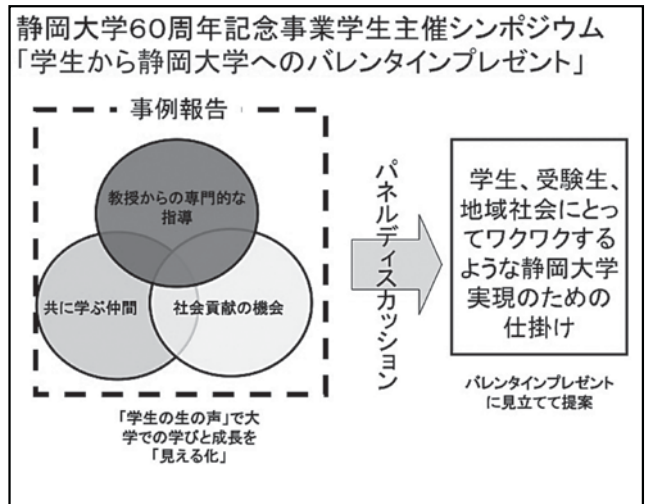 静岡大学60周年記念事業学生主催シンポジウム
「学生から静岡大学へのバレンタインプレゼント」
事例報告
教授からの専門的な
指導
共に学ぶ仲間
社会貢献の機会
「学生の生の声」で大
学での学びと成長を
「見える化」
パネルディスカッション
学生、受験生、
地域社会にとっ
てワクワクする
ような静岡大学
実現のための
仕掛け
バレンタインプレゼント
に見立てて提案